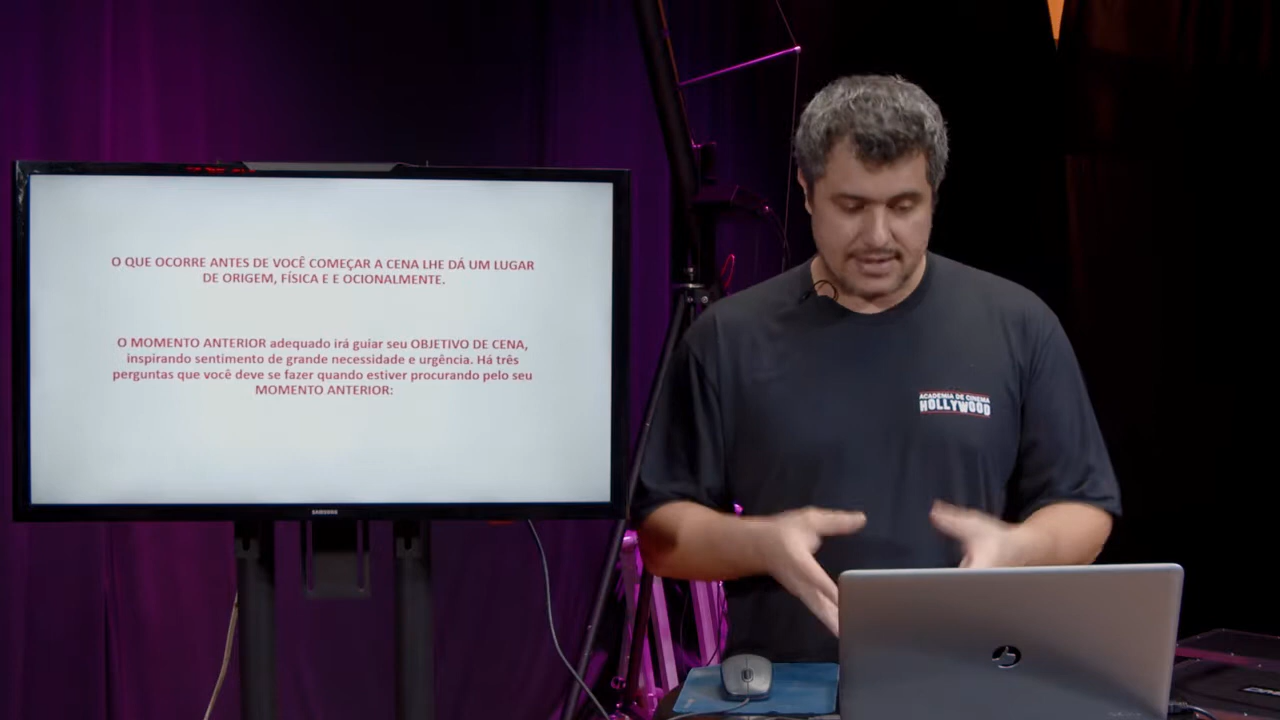 O QUE OCORRE ANTES DE VOCÊ COMEÇAR A CENA LHE DÁ UM LUGAR
DE ORIGEM, FÍSICA E E OCIONALMENTE.
O MOMENTO ANTERIOR adequado irá guiar seu OBJETIVO DE CENA,
inspirando sentimento de grande necessidade e urgência. Há três
perguntas que você deve se fazer quando estiver procurando pelo seu
MOMENTO ANTERIOR:
SAMSUNG
ACADEMIA DE CINEMA
HOLLYWOOD